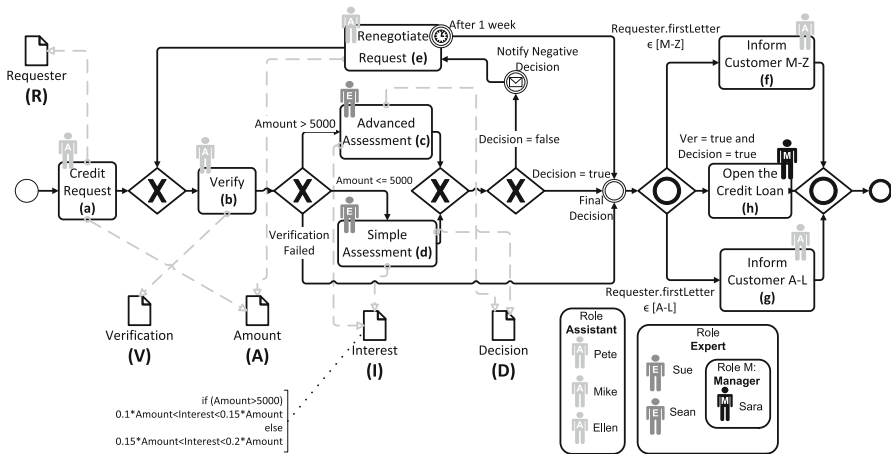 Requester
(R)
A
Credit
Request
(a)
X
A
Verify
(b)
X
A
Renegotiate
Request (e)
After 1 week
Notify Negative
Decision
Amount > 5000
E
Advanced
Assessment (c)
Amount <= 5000
E
Simple
Assessment (d)
Verification
Failed
X
X
Decision = false
Decision = true
Final
Decision
Requester.firstLetter
ϵ [M-Z]
A
Inform
Customer M-Z
(f)
Ver = true and
Decision = true
M
Open the
Credit Loan
(h)
Requester.firstLetter
ϵ [A-L]
A
Inform
Customer A-L
(g)
Verification
(V)
Amount
(A)
Interest
(I)
Decision
(D)
if (Amount>5000)
0.1*Amount<Interest<0.15*Amount
else
0.15*Amount<Interest<0.2*Amount
Role
Assistant
A
Pete
A
Mike
A
Ellen
Role
Expert
E
Sue
E
Sean
Role M:
Manager
M
Sara